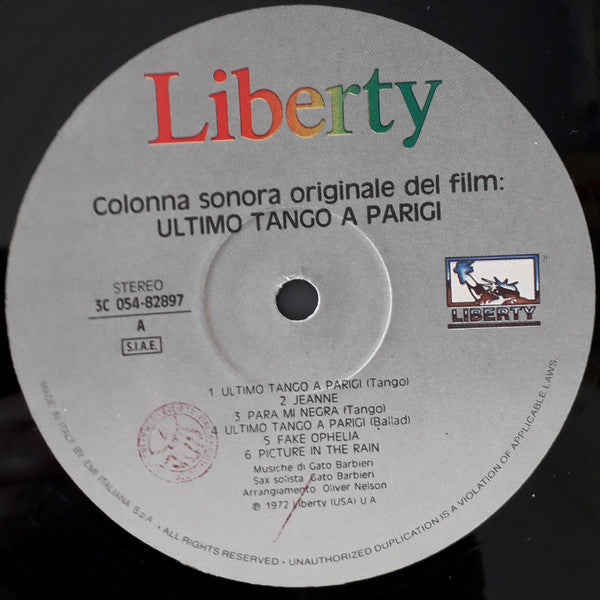 Liberty
Colonna sonora originale del film:
ULTIMO TANGO A PARIGI
STEREO
3C 054-82897
A
S.I.A.E.
LIBERTY
1 ULTIMO TANGO A PARIGI (Tango)
2 JEANNE
3 PARA MI NEGRA (Tango)
4 ULTIMO TANGO A PARIGI (Ballad)
5 FAKE OPHELIA
6 PICTURE IN THE RAIN
Musiche di Gato Barbieri
Sax solista Gato Barbieri
Arrangiamento Oliver Nelson
℗ 1972 Liberty (USA) U A
MADE IN ITALY BY EMI ITALIANA S.p.A. • ALL RIGHTS RESERVED • UNAUTHORIZED DUPLICATION IS A VIOLATION OF APPLICABLE LAWS